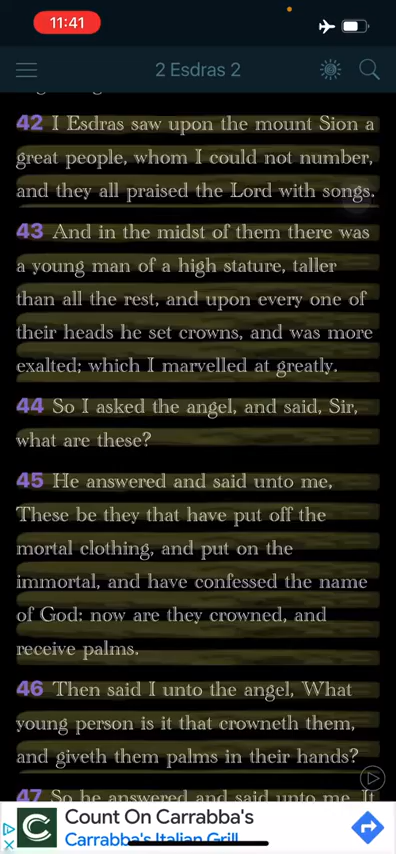 11:41
2 Esdras 2
42 I Esdras saw upon the mount Sion a
great people, whom I could not number,
and they all praised the Lord with songs.
43 And in the midst of them there was
a young man of a high stature, taller
than all the rest, and upon every one of
their heads he set crowns, and was more
exalted; which I marvelled at greatly.
44 So I asked the angel, and said, Sir,
what are these?
45 He answered and said unto me,
These be they that have put off the
mortal clothing, and put on the
immortal, and have confessed the name
of God: now are they crowned, and
receive palms.
46 Then said I unto the angel, What
young person is it that crowneth them,
and giveth them palms in their hands?
47 So he answered and said unto me, It
Count On Carrabba's
Carrabba's Italian Grill